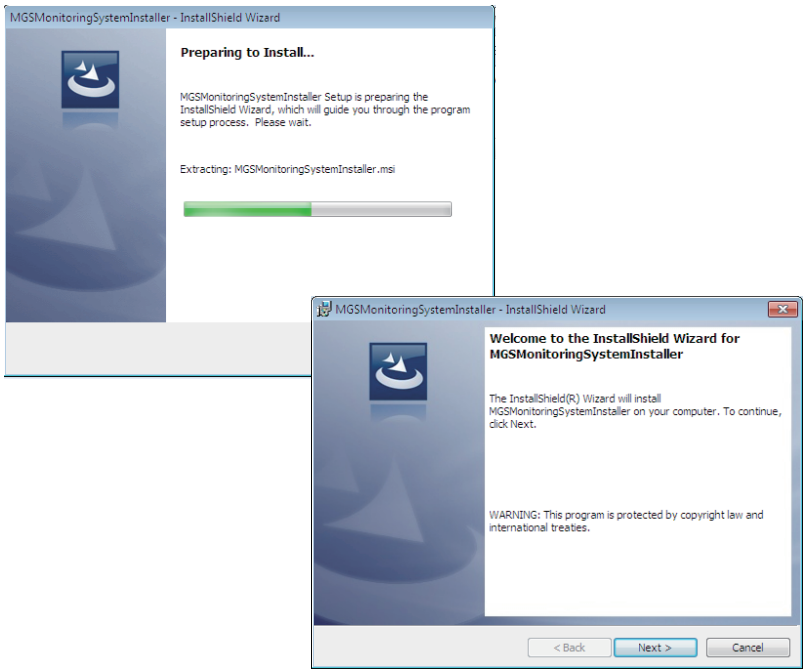 MGSMonitoringSystemInstaller - InstallShield Wizard
Preparing to Install...
MGSMonitoringSystemInstaller Setup is preparing the
InstallShield Wizard, which will guide you through the program
setup process. Please wait.
Extracting: MGSMonitoringSystemInstaller.msi
MGSMonitoringSystemInstaller - InstallShield Wizard
Welcome to the InstallShield Wizard for
MGSMonitoringSystemInstaller
The InstallShield(R) Wizard will install
MGSMonitoringSystemInstaller on your computer. To continue,
click Next.
WARNING: This program is protected by copyright law and
international treaties.
< Back Next > Cancel